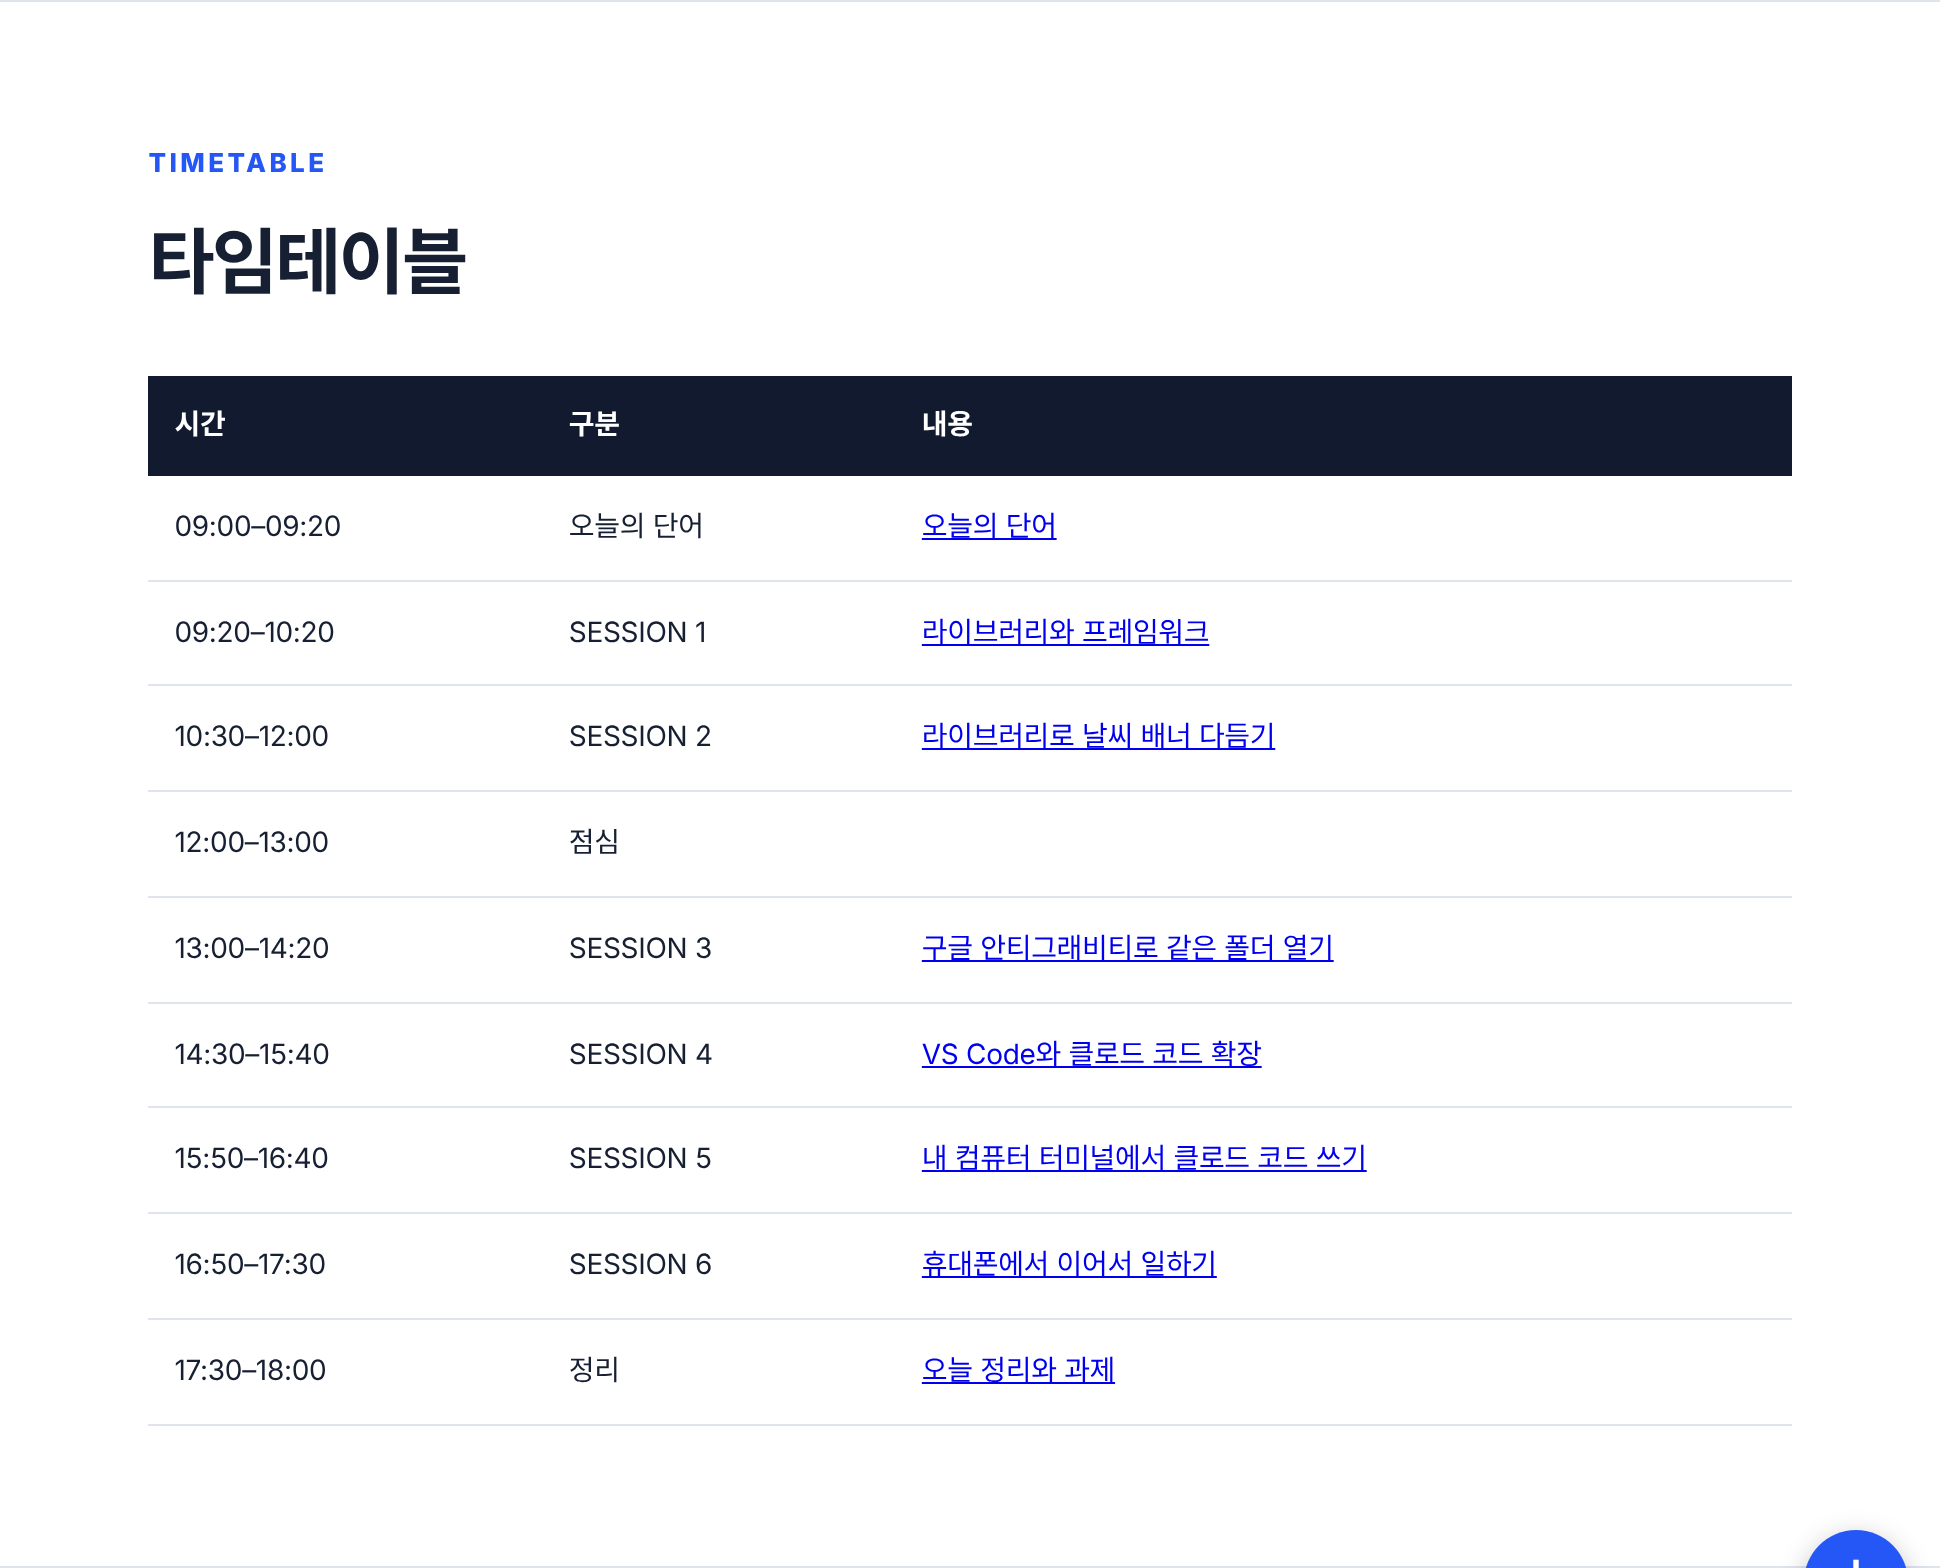 TIMETABLE
타임테이블
시간 구분 내용
09:00–09:20 오늘의 단어 오늘의 단어
09:20–10:20 SESSION 1 라이브러리와 프레임워크
10:30–12:00 SESSION 2 라이브러리로 날씨 배너 다듬기
12:00–13:00 점심
13:00–14:20 SESSION 3 구글 안티그래비티로 같은 폴더 열기
14:30–15:40 SESSION 4 VS Code와 클로드 코드 확장
15:50–16:40 SESSION 5 내 컴퓨터 터미널에서 클로드 코드 쓰기
16:50–17:30 SESSION 6 휴대폰에서 이어서 일하기
17:30–18:00 정리 오늘 정리와 과제